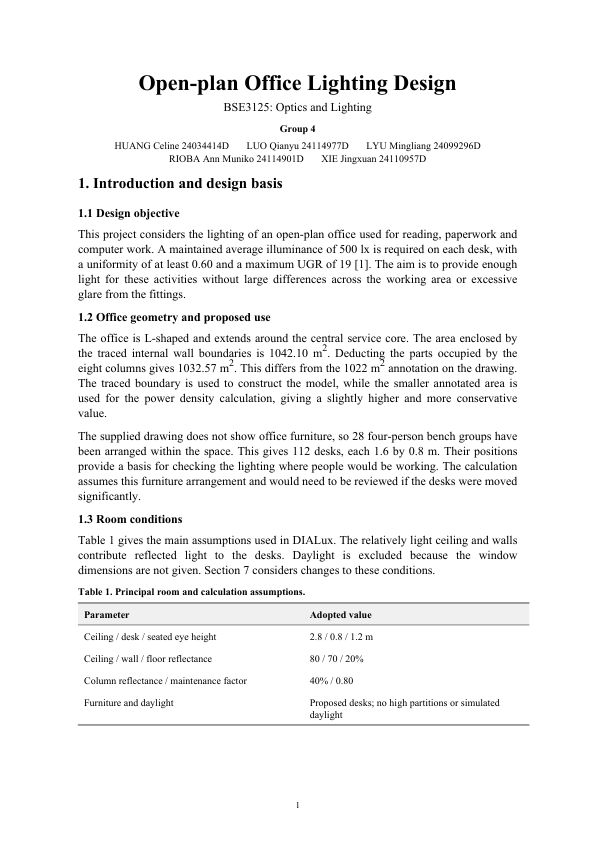 Open-plan Office Lighting Design
BSE3125: Optics and Lighting
Group 4
HUANG Celine 24034414D LUO Qianyu 24114977D LYU Mingliang 24099296D
RIOBA Ann Muniko 24114901D XIE Jingxuan 24110957D
1. Introduction and design basis
1.1 Design objective
This project considers the lighting of an open-plan office used for reading, paperwork and
computer work. A maintained average illuminance of 500 lx is required on each desk, with
a uniformity of at least 0.60 and a maximum UGR of 19 [1]. The aim is to provide enough
light for these activities without large differences across the working area or excessive
glare from the fittings.
1.2 Office geometry and proposed use
The office is L-shaped and extends around the central service core. The area enclosed by
the traced internal wall boundaries is 1042.10 m². Deducting the parts occupied by the
eight columns gives 1032.57 m². This differs from the 1022 m² annotation on the drawing.
The traced boundary is used to construct the model, while the smaller annotated area is
used for the power density calculation, giving a slightly higher and more conservative
value.
The supplied drawing does not show office furniture, so 28 four-person bench groups have
been arranged within the space. This gives 112 desks, each 1.6 by 0.8 m. Their positions
provide a basis for checking the lighting where people would be working. The calculation
assumes this furniture arrangement and would need to be reviewed if the desks were moved
significantly.
1.3 Room conditions
Table 1 gives the main assumptions used in DIALux. The relatively light ceiling and walls
contribute reflected light to the desks. Daylight is excluded because the window
dimensions are not given. Section 7 considers changes to these conditions.
Table 1. Principal room and calculation assumptions.
Parameter Adopted value
Ceiling / desk / seated eye height 2.8 / 0.8 / 1.2 m
Ceiling / wall / floor reflectance 80 / 70 / 20%
Column reflectance / maintenance factor 40% / 0.80
Furniture and daylight Proposed desks; no high partitions or simulated
daylight
1